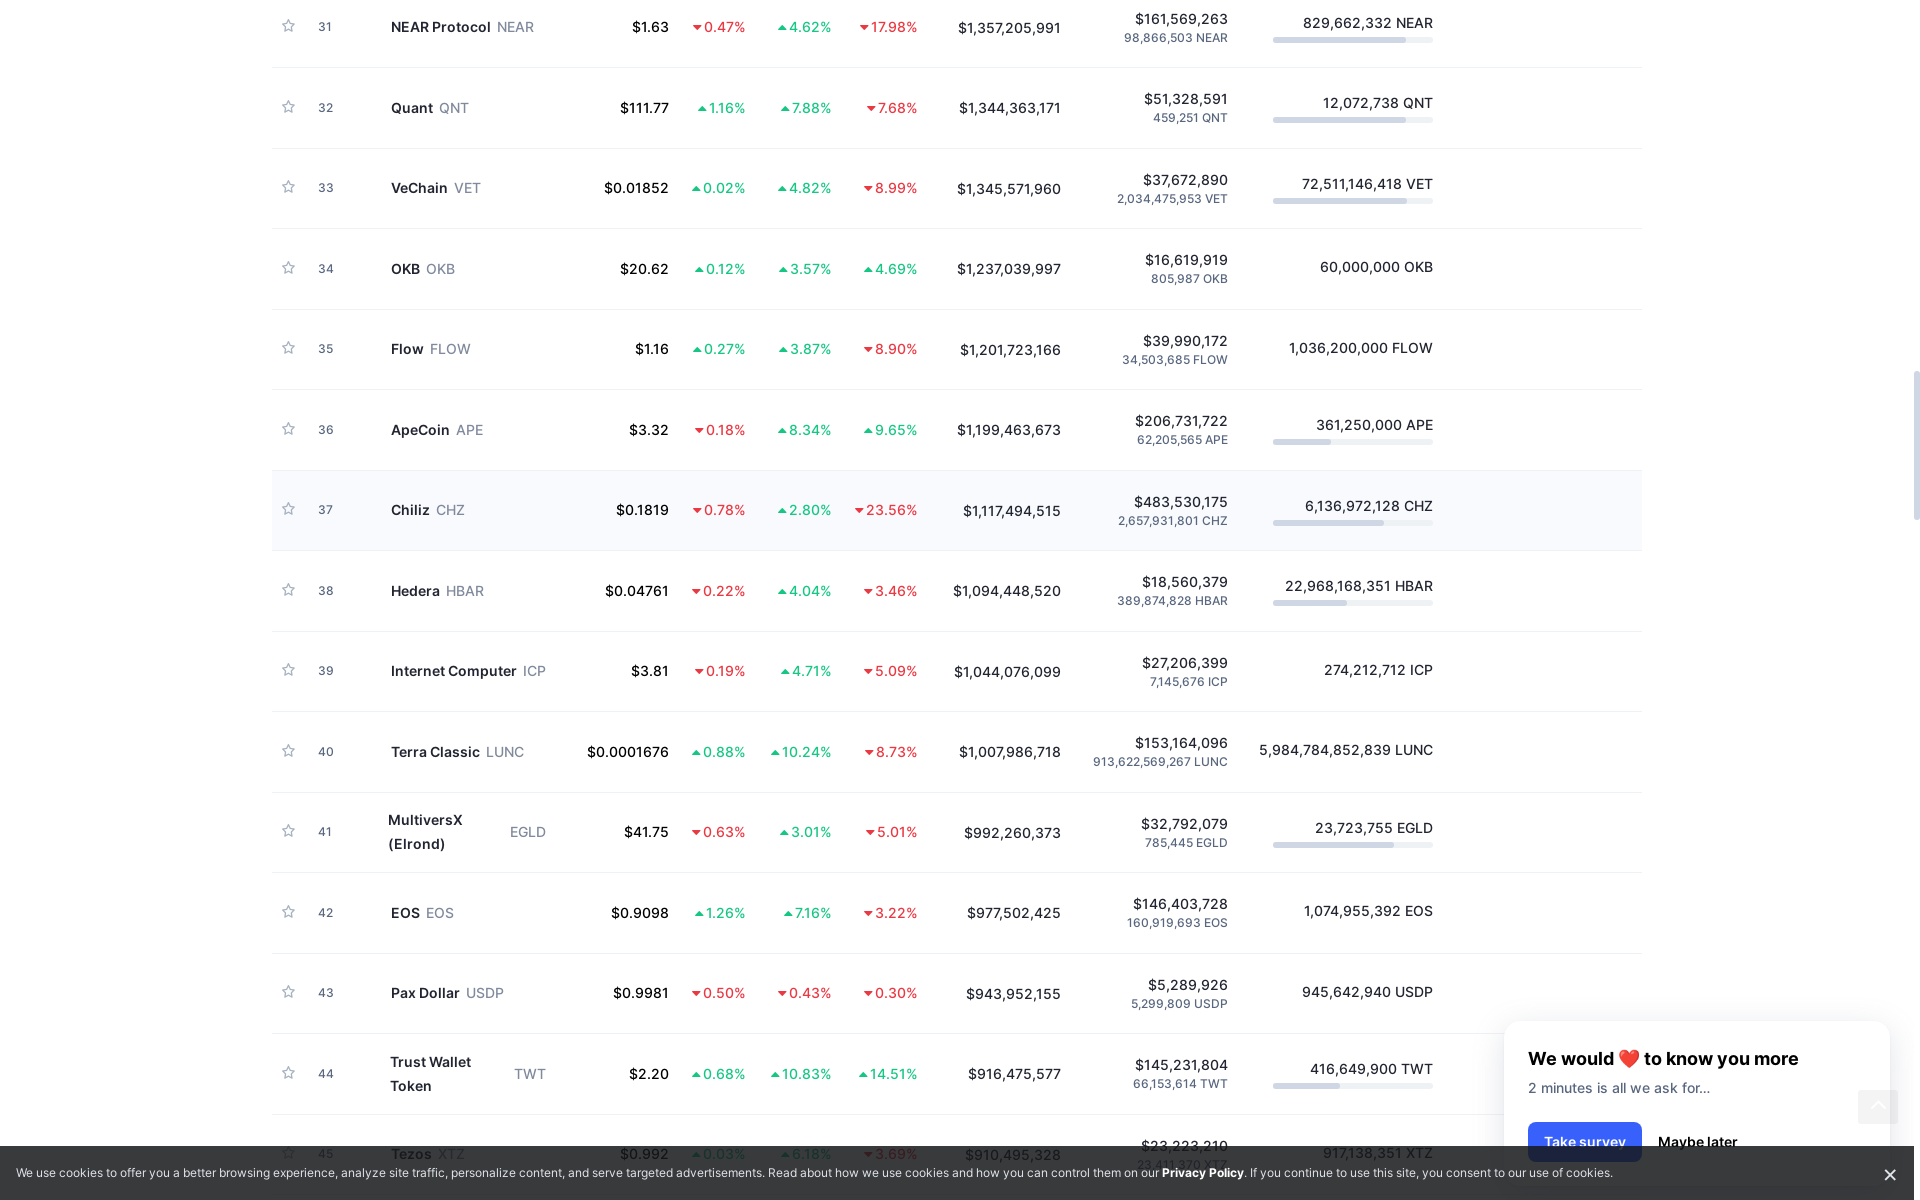 31 NEAR Protocol NEAR $1.63 0.47% 4.62% 17.98% $1,357,205,991 $161,569,263 829,662,332 NEAR
98,866,503 NEAR
32 Quant QNT $111.77 1.16% 7.88% 7.68% $1,344,363,171 $51,328,591 12,072,738 QNT
459,251 QNT
33 VeChain VET $0.01852 0.02% 4.82% 8.99% $1,345,571,960 $37,672,890 72,511,146,418 VET
2,034,475,953 VET
34 OKB OKB $20.62 0.12% 3.57% 4.69% $1,237,039,997 $16,619,919 60,000,000 OKB
805,987 OKB
35 Flow FLOW $1.16 0.27% 3.87% 8.90% $1,201,723,166 $39,990,172 1,036,200,000 FLOW
34,503,685 FLOW
36 ApeCoin APE $3.32 0.18% 8.34% 9.65% $1,199,463,673 $206,731,722 361,250,000 APE
62,205,565 APE
37 Chiliz CHZ $0.1819 0.78% 2.80% 23.56% $1,117,494,515 $483,530,175 6,136,972,128 CHZ
2,657,931,801 CHZ
38 Hedera HBAR $0.04761 0.22% 4.04% 3.46% $1,094,448,520 $18,560,379 22,968,168,351 HBAR
389,874,828 HBAR
39 Internet Computer ICP $3.81 0.19% 4.71% 5.09% $1,044,076,099 $27,206,399 274,212,712 ICP
7,145,676 ICP
40 Terra Classic LUNC $0.0001676 0.88% 10.24% 8.73% $1,007,986,718 $153,164,096 5,984,784,852,839 LUNC
913,622,569,267 LUNC
41 MultiversX (Elrond) EGLD $41.75 0.63% 3.01% 5.01% $992,260,373 $32,792,079 23,723,755 EGLD
785,445 EGLD
42 EOS EOS $0.9098 1.26% 7.16% 3.22% $977,502,425 $146,403,728 1,074,955,392 EOS
160,919,693 EOS
43 Pax Dollar USDP $0.9981 0.50% 0.43% 0.30% $943,952,155 $5,289,926 945,642,940 USDP
5,299,809 USDP
44 Trust Wallet Token TWT $2.20 0.68% 10.83% 14.51% $916,475,577 $145,231,804 416,649,900 TWT
66,153,614 TWT
45 Tezos XTZ $0.992 0.03% 6.18% 3.69% $910,495,328 $23,223,210 917,138,351 XTZ
23,411,370 XTZ
We would ❤️ to know you more
2 minutes is all we ask for...
Take survey Maybe later
We use cookies to offer you a better browsing experience, analyze site traffic, personalize content, and serve targeted advertisements. Read about how we use cookies and how you can control them on our Privacy Policy. If you continue to use this site, you consent to our use of cookies.